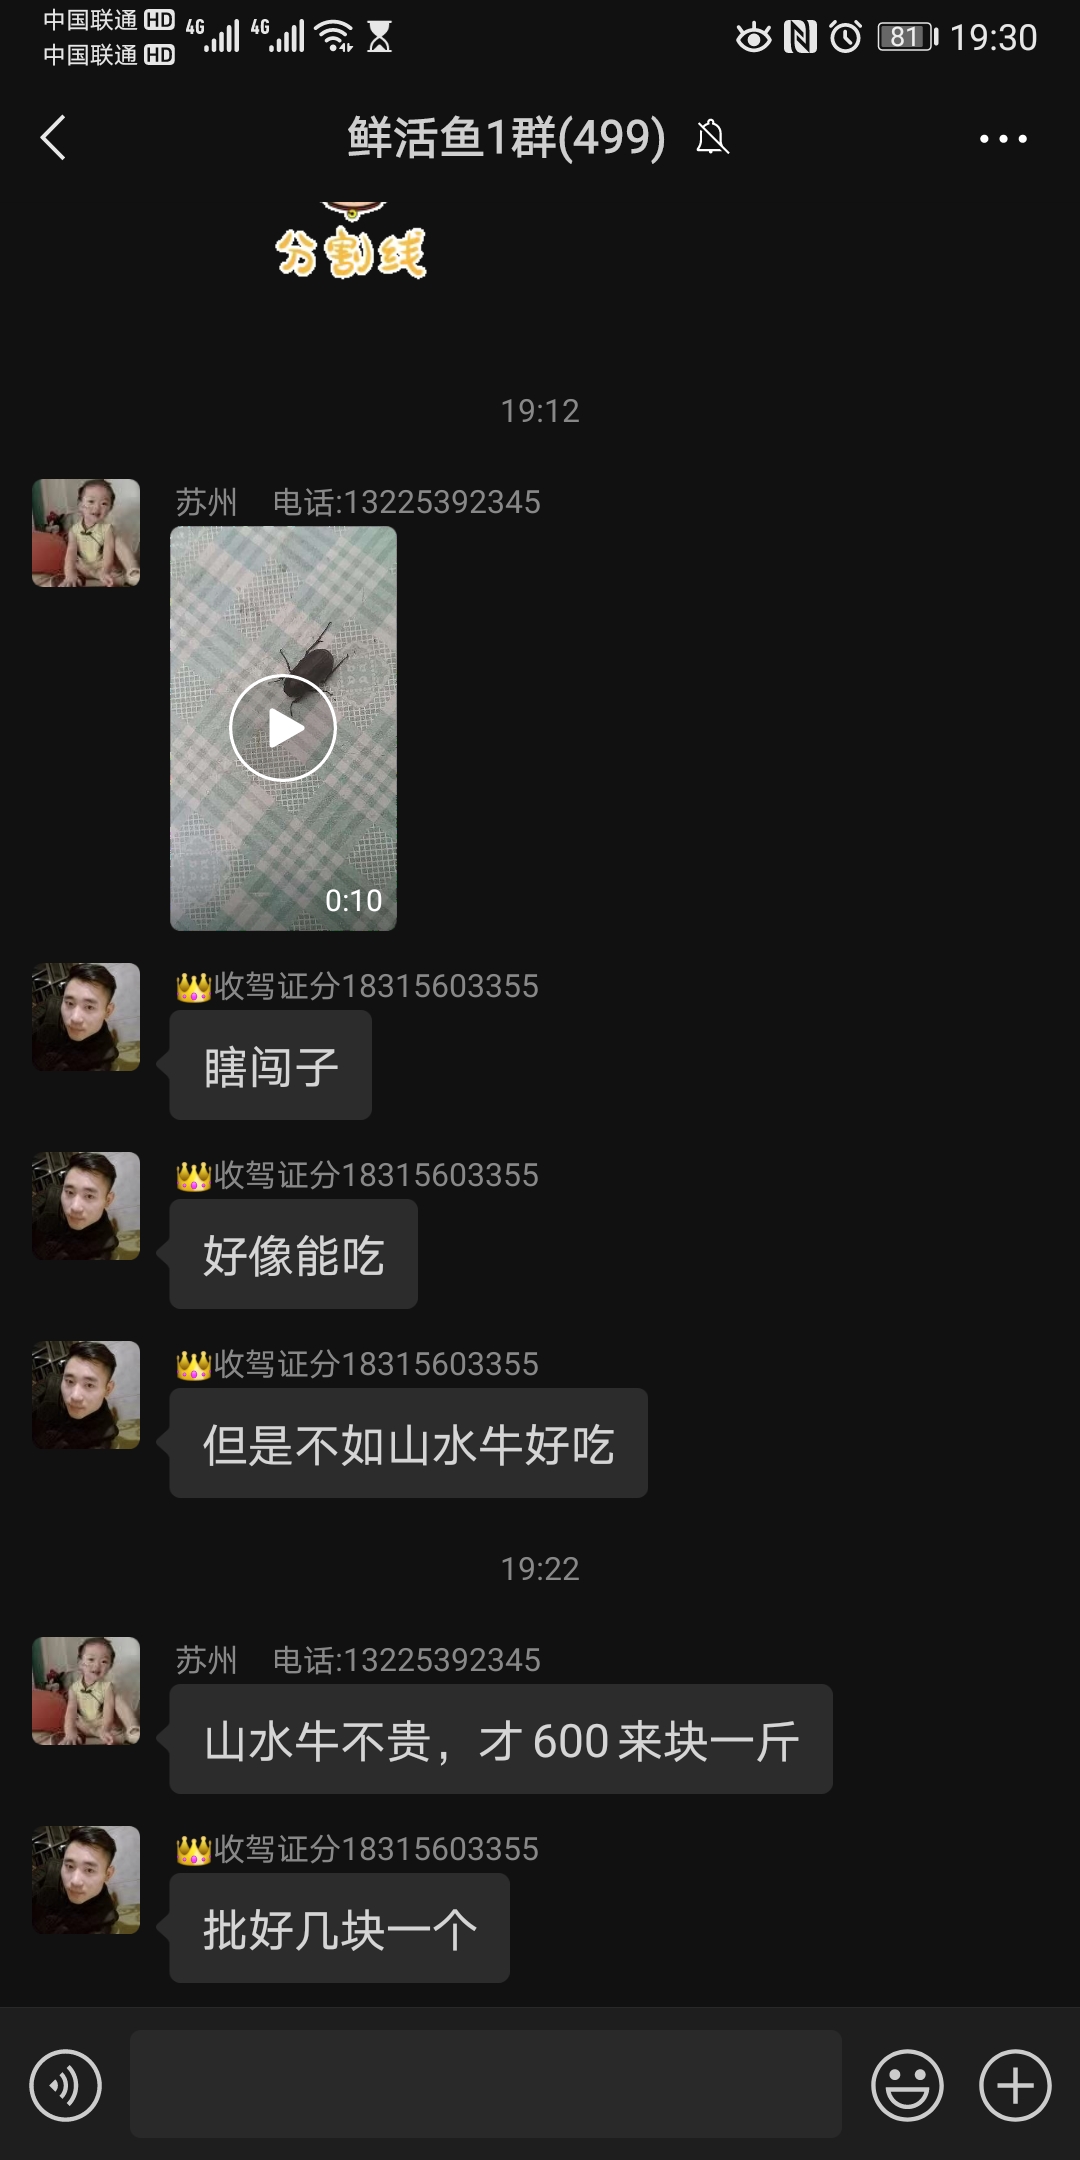 中国联通 HD 4G 4G 81 19:30
中国联通 HD
鲜活鱼1群(499)
分割线
19:12
苏州 电话:13225392345
0:10
收驾证分18315603355
瞎闯子
收驾证分18315603355
好像能吃
收驾证分18315603355
但是不如山水牛好吃
19:22
苏州 电话:13225392345
山水牛不贵，才600来块一斤
收驾证分18315603355
批好几块一个